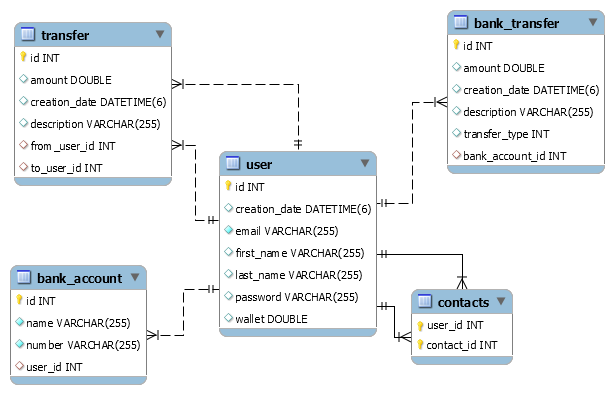 transfer
id INT
amount DOUBLE
creation_date DATETIME(6)
description VARCHAR(255)
from _user_id INT
to_user_id INT
bank_transfer
id INT
amount DOUBLE
creation_date DATETIME(6)
description VARCHAR(255)
transfer_type INT
bank_account_id INT
user
id INT
creation_date DATETIME(6)
email VARCHAR(255)
first_name VARCHAR(255)
last_name VARCHAR(255)
password VARCHAR(255)
wallet DOUBLE
bank_account
id INT
name VARCHAR(255)
number VARCHAR(255)
user_id INT
contacts
user_id INT
contact_id INT